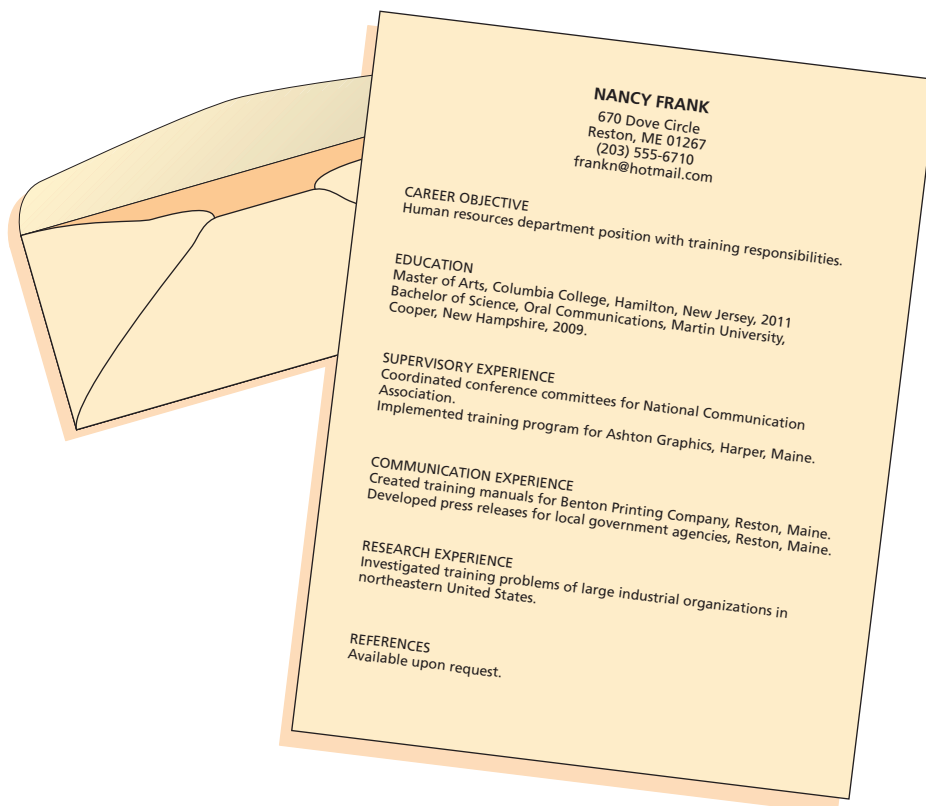 NANCY FRANK
670 Dove Circle
Reston, ME 01267
(203) 555-6710
frankn@hotmail.com
CAREER OBJECTIVE
Human resources department position with training responsibilities.
EDUCATION
Master of Arts, Columbia College, Hamilton, New Jersey, 2011
Bachelor of Science, Oral Communications, Martin University,
Cooper, New Hampshire, 2009.
SUPERVISORY EXPERIENCE
Coordinated conference committees for National Communication
Association.
Implemented training program for Ashton Graphics, Harper, Maine.
COMMUNICATION EXPERIENCE
Created training manuals for Benton Printing Company, Reston, Maine.
Developed press releases for local government agencies, Reston, Maine.
RESEARCH EXPERIENCE
Investigated training problems of large industrial organizations in
northeastern United States.
REFERENCES
Available upon request.